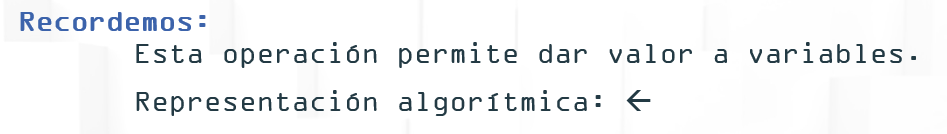 Recordemos:
Esta operación permite dar valor a variables.
Representación algorítmica: ←